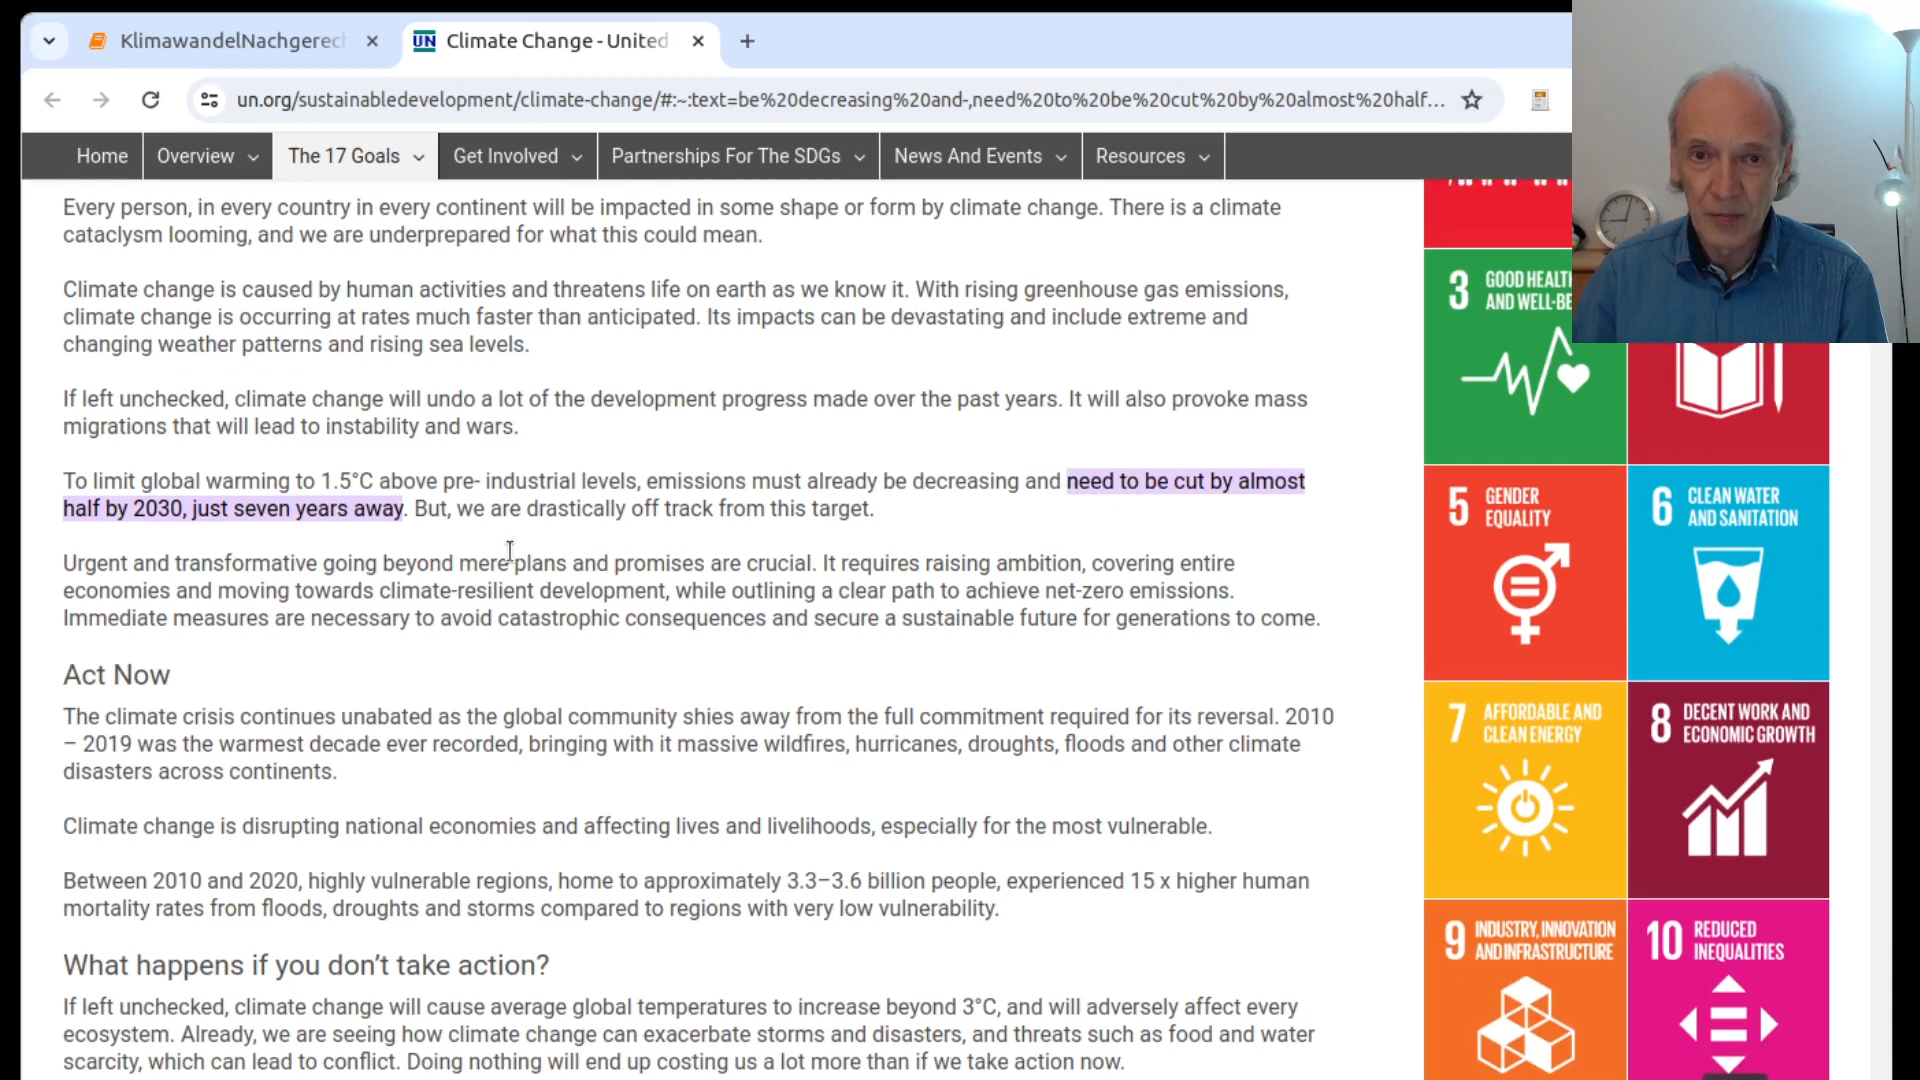 KlimawandelNachgerech
UN Climate Change - United
un.org/sustainabledevelopment/climate-change/#:~:text=be%20decreasing%20and-,need%20to%20be%20cut%20by%20almost%20half...
Home Overview The 17 Goals Get Involved Partnerships For The SDGs News And Events Resources
Every person, in every country in every continent will be impacted in some shape or form by climate change. There is a climate
cataclysm looming, and we are underprepared for what this could mean.
Climate change is caused by human activities and threatens life on earth as we know it. With rising greenhouse gas emissions,
climate change is occurring at rates much faster than anticipated. Its impacts can be devastating and include extreme and
changing weather patterns and rising sea levels.
If left unchecked, climate change will undo a lot of the development progress made over the past years. It will also provoke mass
migrations that will lead to instability and wars.
To limit global warming to 1.5°C above pre- industrial levels, emissions must already be decreasing and need to be cut by almost
half by 2030, just seven years away. But, we are drastically off track from this target.
Urgent and transformative going beyond mere plans and promises are crucial. It requires raising ambition, covering entire
economies and moving towards climate-resilient development, while outlining a clear path to achieve net-zero emissions.
Immediate measures are necessary to avoid catastrophic consequences and secure a sustainable future for generations to come.
Act Now
The climate crisis continues unabated as the global community shies away from the full commitment required for its reversal. 2010
– 2019 was the warmest decade ever recorded, bringing with it massive wildfires, hurricanes, droughts, floods and other climate
disasters across continents.
Climate change is disrupting national economies and affecting lives and livelihoods, especially for the most vulnerable.
Between 2010 and 2020, highly vulnerable regions, home to approximately 3.3–3.6 billion people, experienced 15 x higher human
mortality rates from floods, droughts and storms compared to regions with very low vulnerability.
What happens if you don't take action?
If left unchecked, climate change will cause average global temperatures to increase beyond 3°C, and will adversely affect every
ecosystem. Already, we are seeing how climate change can exacerbate storms and disasters, and threats such as food and water
scarcity, which can lead to conflict. Doing nothing will end up costing us a lot more than if we take action now.
3 GOOD HEALTH
AND WELL-BE
5 GENDER
EQUALITY
6 CLEAN WATER
AND SANITATION
7 AFFORDABLE AND
CLEAN ENERGY
8 DECENT WORK AND
ECONOMIC GROWTH
9 INDUSTRY, INNOVATION
AND INFRASTRUCTURE
10 REDUCED
INEQUALITIES